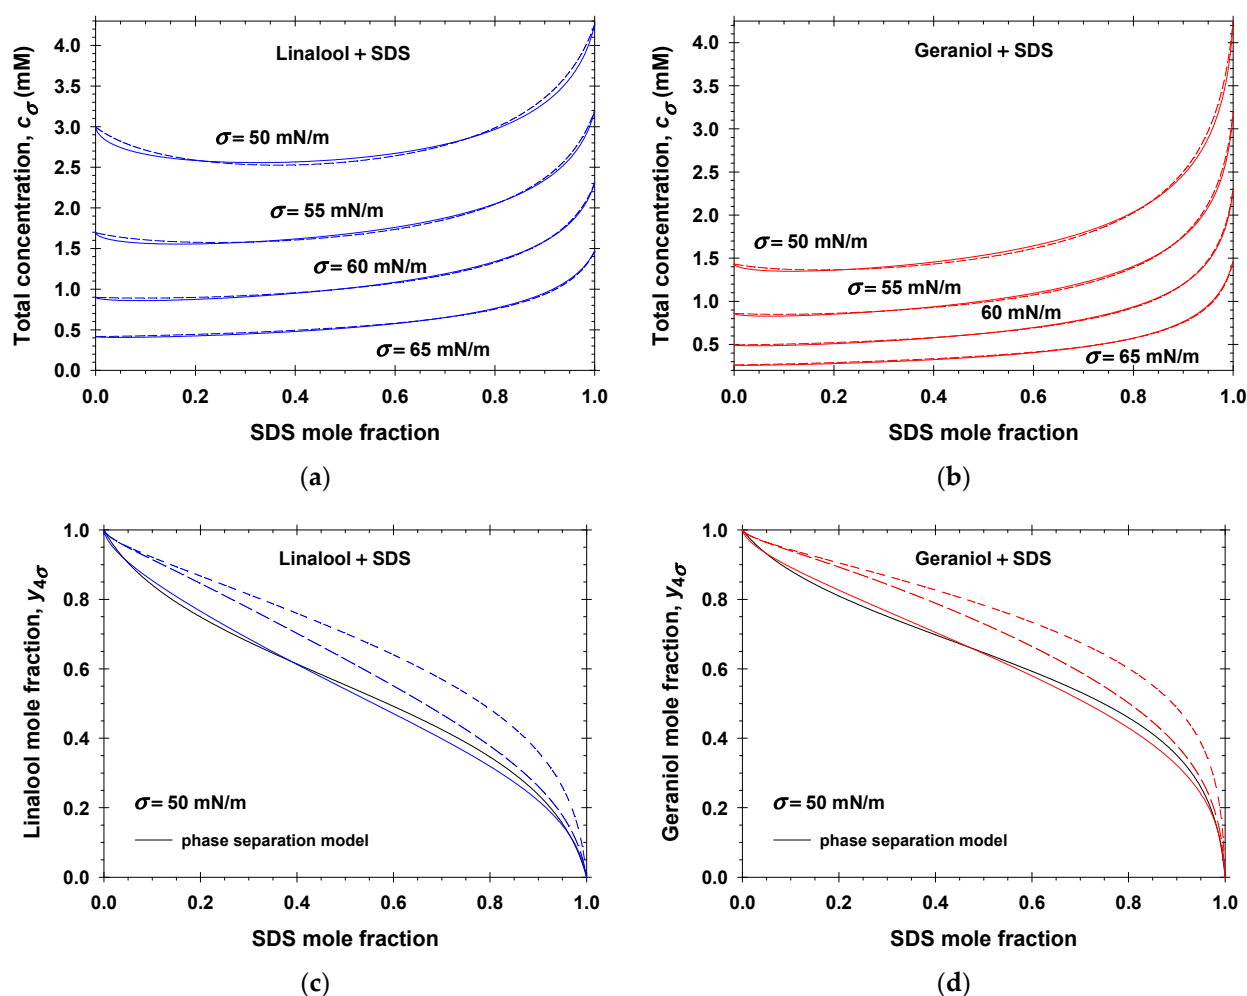 Total concentration, cσ (mM)
4.0
3.0
2.0
1.0
0.5
0.0
1.5
2.5
3.5
Linalool + SDS
σ = 50 mN/m
σ = 55 mN/m
σ = 60 mN/m
σ = 65 mN/m
0.0 0.2 0.4 0.6 0.8 1.0
SDS mole fraction
(a)
Total concentration, cσ (mM)
4.0
3.5
3.0
2.5
2.0
1.5
1.0
0.5
Geraniol + SDS
σ = 50 mN/m
σ = 55 mN/m
60 mN/m
σ = 65 mN/m
0.0 0.2 0.4 0.6 0.8 1.0
SDS mole fraction
(b)
Linalool mole fraction, y4σ
1.0
0.8
0.6
0.4
0.2
0.0
Linalool + SDS
σ = 50 mN/m
phase separation model
0.0 0.2 0.4 0.6 0.8 1.0
SDS mole fraction
(c)
Geraniol mole fraction, y4σ
1.0
0.8
0.6
0.4
0.2
0.0
Geraniol + SDS
σ = 50 mN/m
phase separation model
0.0 0.2 0.4 0.6 0.8 1.0
SDS mole fraction
(d)